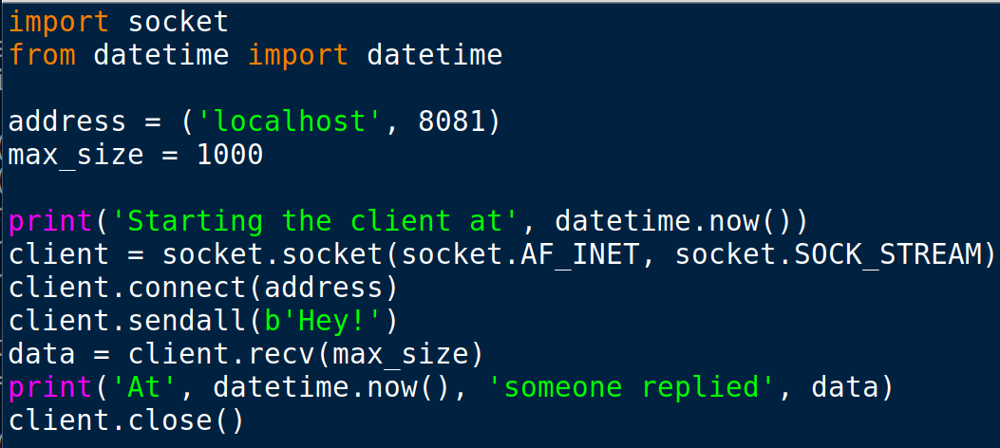 import socket
from datetime import datetime
address = ('localhost', 8081)
max_size = 1000
print('Starting the client at', datetime.now())
client = socket.socket(socket.AF_INET, socket.SOCK_STREAM)
client.connect(address)
client.sendall(b'Hey!')
data = client.recv(max_size)
print('At', datetime.now(), 'someone replied', data)
client.close()